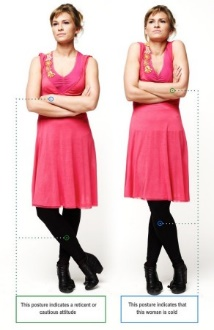 This posture indicates a reticent or
cautious attitude
This posture indicates that
this woman is cold